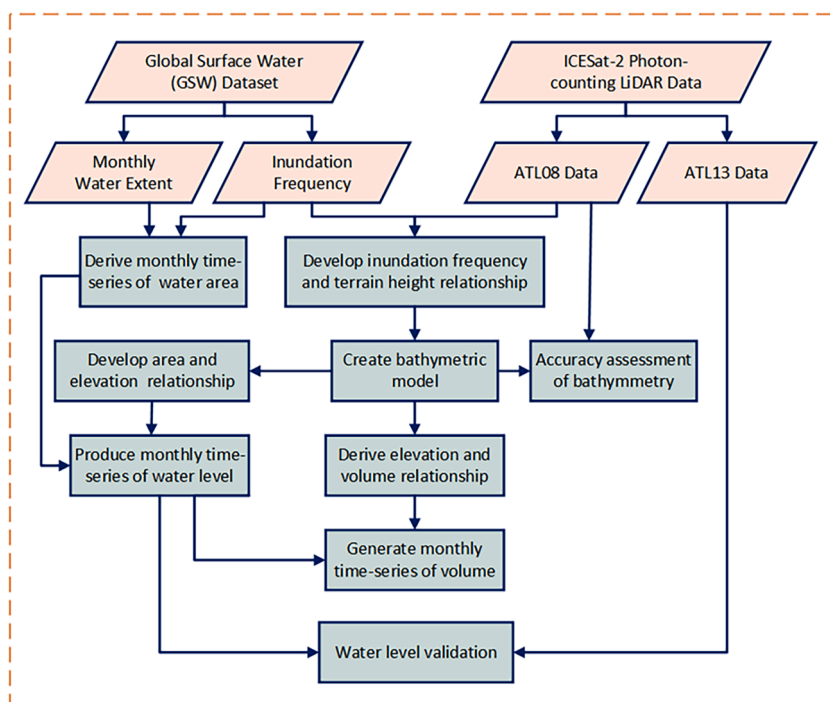 Global Surface Water
(GSW) Dataset
ICESat-2 Photon-
counting LiDAR Data
Monthly
Water Extent
Inundation
Frequency
ATL08 Data
ATL13 Data
Derive monthly time-
series of water area
Develop inundation frequency
and terrain height relationship
Develop area and
elevation relationship
Create bathymetric
model
Accuracy assessment
of bathymmetry
Produce monthly time-
series of water level
Derive elevation and
volume relationship
Generate monthly
time-series of volume
Water level validation